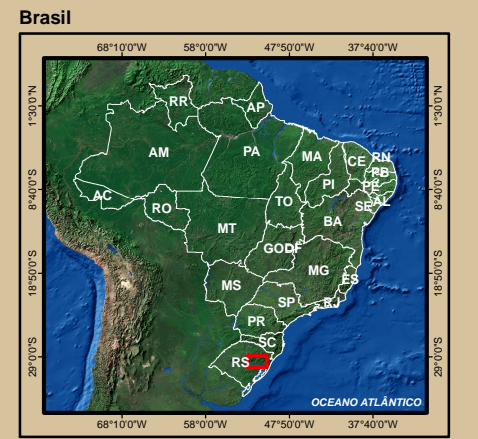 Brasil
68°10'0"W 58°0'0"W 47°50'0"W 37°40'0"W
1°30'0"N 1°30'0"N
RR AP
AM PA MA CE RN
PB
PI PE
AC TO AL
RO SE
MT BA
GO DF
MS MG ES
SP RJ
PR
SC
RS
8°40'0"S 8°40'0"S
18°50'0"S 18°50'0"S
29°0'0"S 29°0'0"S
OCEANO ATLÂNTICO
68°10'0"W 58°0'0"W 47°50'0"W 37°40'0"W